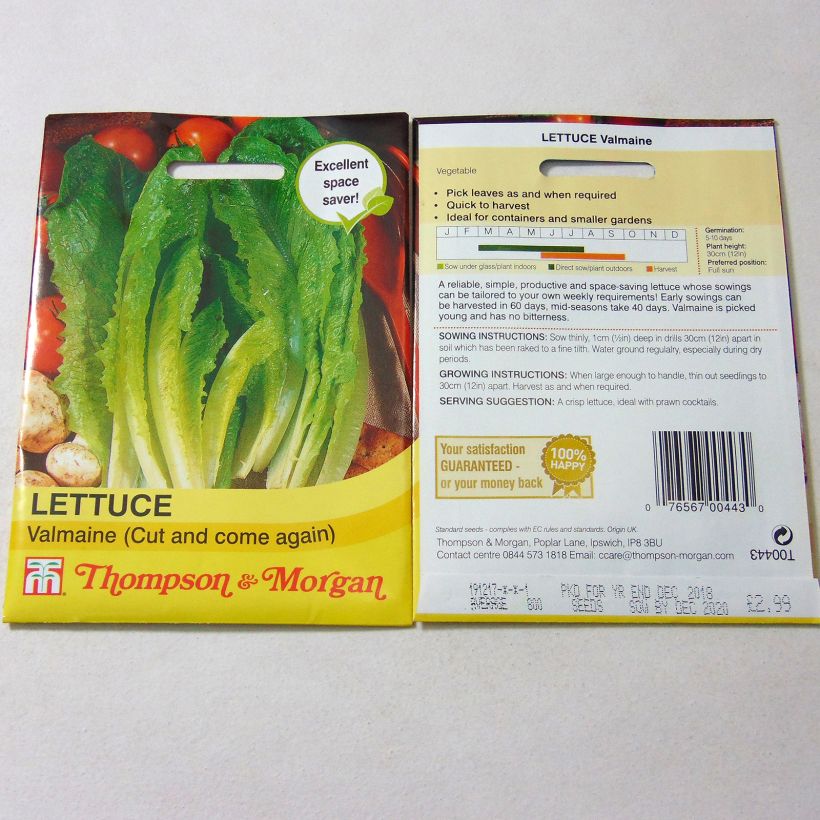 Excellent
space
saver!
LETTUCE
Valmaine (Cut and come again)
Thompson & Morgan
LETTUCE Valmaine
Vegetable
• Pick leaves as and when required
• Quick to harvest
• Ideal for containers and smaller gardens
J F M A M J J A S O N D
Sow under glass/plant indoors Direct sow/plant outdoors Harvest
Germination:
5-10 days
Plant height:
30cm (12in)
Preferred position:
Full sun
A reliable, simple, productive and space-saving lettuce whose sowings
can be tailored to your own weekly requirements! Early sowings can
be harvested in 60 days, mid-seasons take 40 days. Valmaine is picked
young and has no bitterness.
SOWING INSTRUCTIONS: Sow thinly, 1cm (½in) deep in drills 30cm (12in) apart in
soil which has been raked to a fine tilth. Water ground regulalry, especially during dry
periods.
GROWING INSTRUCTIONS: When large enough to handle, thin out seedlings to
30cm (12in) apart. Harvest as and when required.
SERVING SUGGESTION: A crisp lettuce, ideal with prawn cocktails.
Your satisfaction
GUARANTEED -
or your money back
100%
HAPPY
0 76567 00443 0
Standard seeds - complies with EC rules and standards. Origin UK.
Thompson & Morgan, Poplar Lane, Ipswich, IP8 3BU
Contact centre 0844 573 1818 Email: ccare@thompson-morgan.com
T00443
191217-*-*-1 PKD FOR YR END DEC 2018
AVERAGE 800 SEEDS SOW BY DEC 2020 £2.99